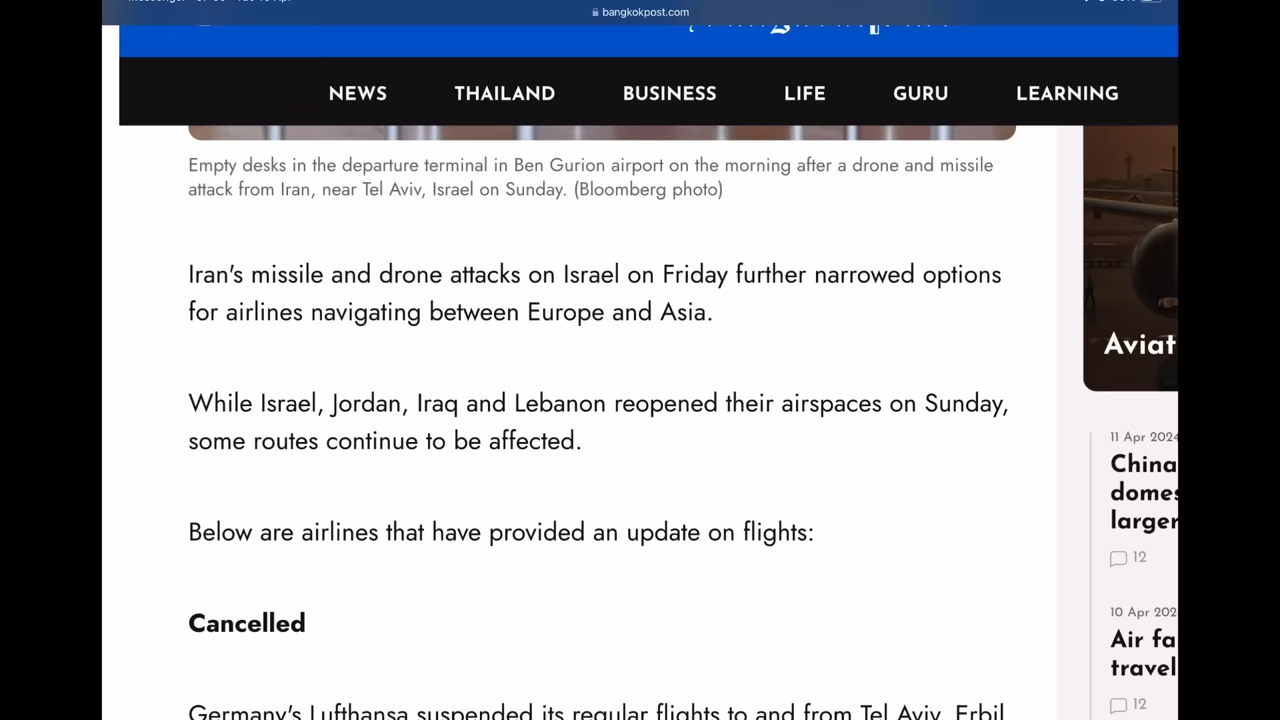 bangkokpost.com
NEWS THAILAND BUSINESS LIFE GURU LEARNING
Empty desks in the departure terminal in Ben Gurion airport on the morning after a drone and missile
attack from Iran, near Tel Aviv, Israel on Sunday. (Bloomberg photo)
Iran's missile and drone attacks on Israel on Friday further narrowed options
for airlines navigating between Europe and Asia.
While Israel, Jordan, Iraq and Lebanon reopened their airspaces on Sunday,
some routes continue to be affected.
Below are airlines that have provided an update on flights:
Cancelled
Germany's Lufthansa suspended its regular flights to and from Tel Aviv, Erbil
Aviat
11 Apr 2024
China
domes
larger
12
10 Apr 202
Air fa
travel
12